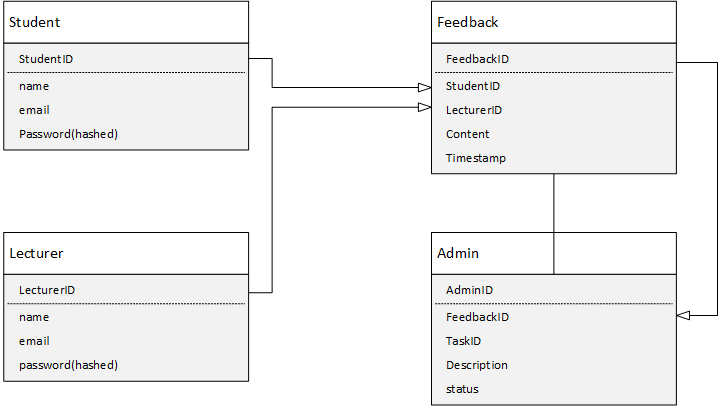 Student
StudentID
name
email
Password(hashed)
Feedback
FeedbackID
StudentID
LecturerID
Content
Timestamp
Lecturer
LecturerID
name
email
password(hashed)
Admin
AdminID
FeedbackID
TaskID
Description
status